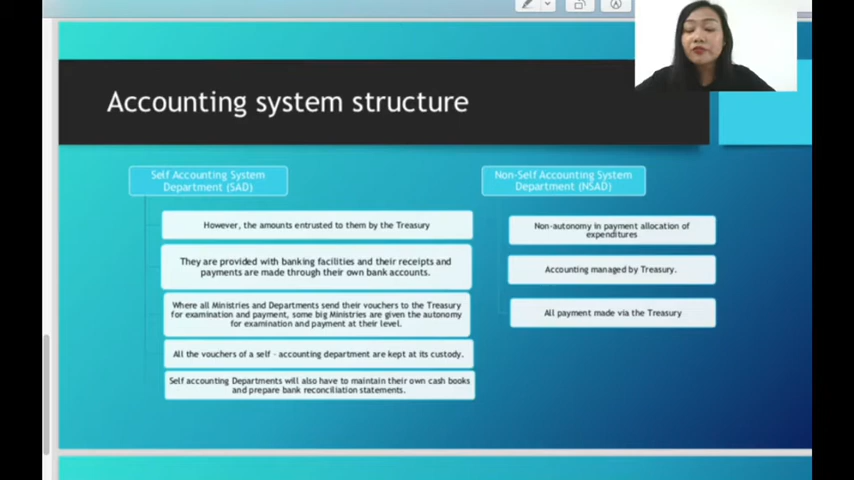 Accounting system structure
Self Accounting System
Department (SAD)
However, the amounts entrusted to them by the Treasury
They are provided with banking facilities and their receipts and
payments are made through their own bank accounts.
Where all Ministries and Departments send their vouchers to the Treasury
for examination and payment, some big Ministries are given the autonomy
for examination and payment at their level.
All the vouchers of a self - accounting department are kept at its custody.
Self accounting Departments will also have to maintain their own cash books
and prepare bank reconciliation statements.
Non-Self Accounting System
Department (NSAD)
Non-autonomy in payment allocation of
expenditures
Accounting managed by Treasury.
All payment made via the Treasury